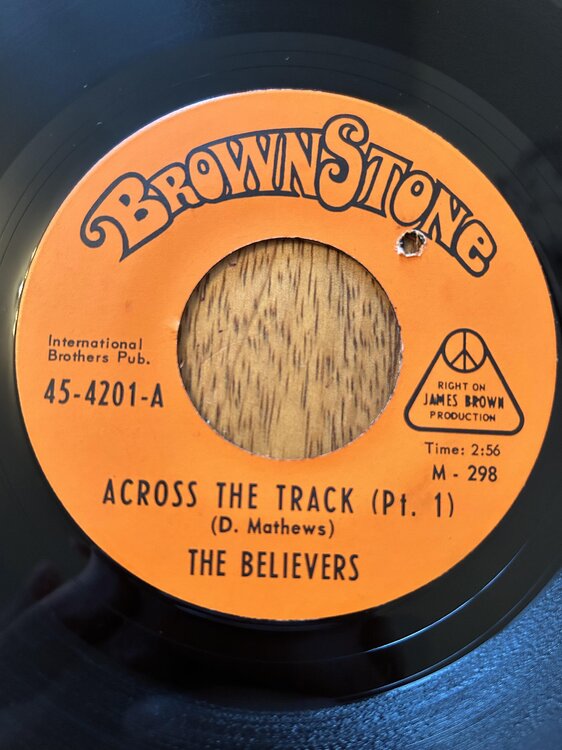 BROWNSTONE
International
Brothers Pub.
45-4201-A
RIGHT ON
JAMES BROWN
PRODUCTION
Time: 2:56
M - 298
ACROSS THE TRACK (Pt. 1)
(D. Mathews)
THE BELIEVERS